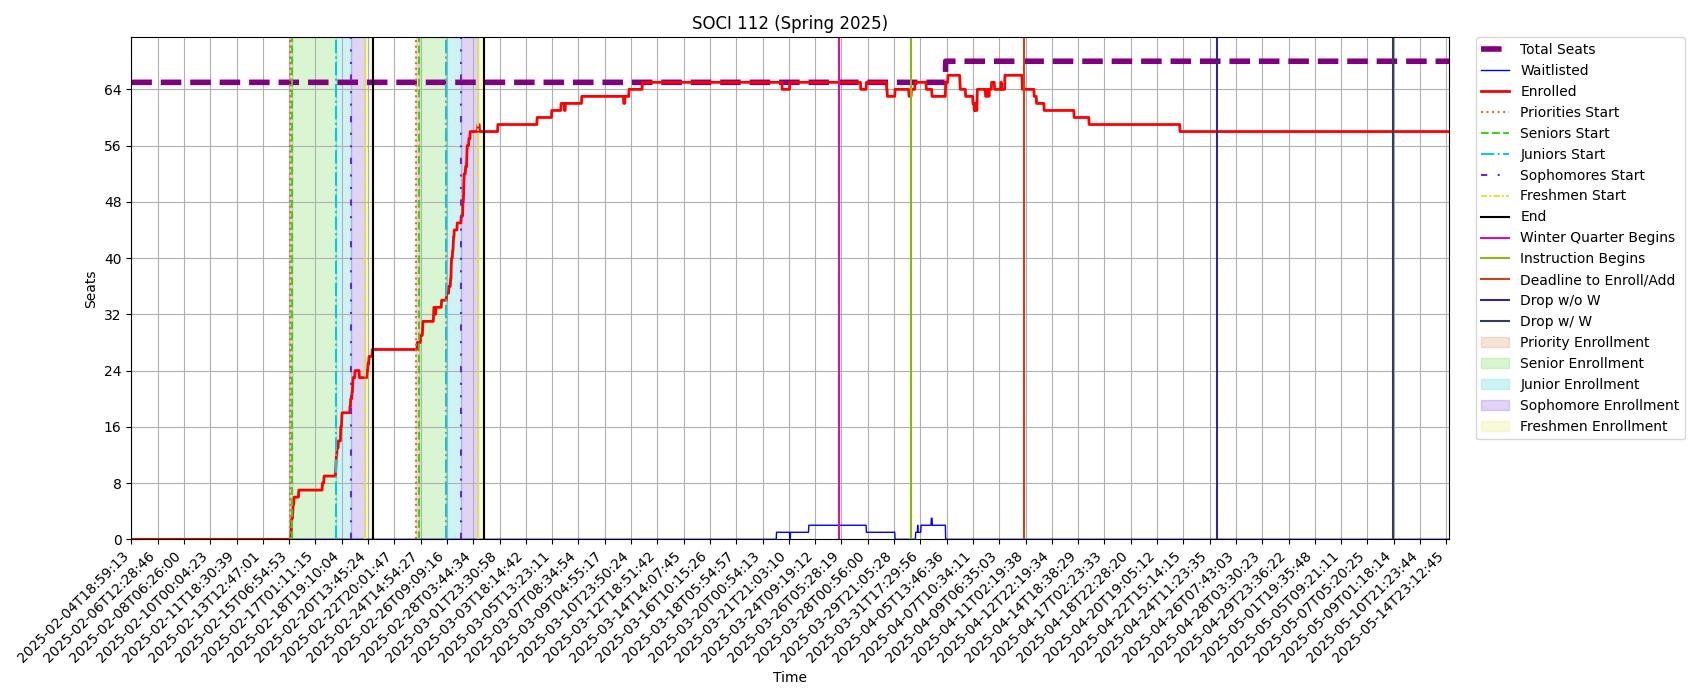 SOCI 112 (Spring 2025)
Seats
64
56
48
40
32
24
16
8
0
2025-02-04T18:59:13
2025-02-06T12:28:46
2025-02-08T06:26:00
2025-02-10T00:04:23
2025-02-11T18:30:39
2025-02-13T12:47:01
2025-02-15T06:54:53
2025-02-17T01:11:15
2025-02-18T19:10:04
2025-02-20T13:45:24
2025-02-22T20:01:47
2025-02-24T14:54:27
2025-02-26T09:09:16
2025-02-28T03:44:34
2025-03-01T23:30:58
2025-03-03T18:14:42
2025-03-05T13:23:11
2025-03-07T08:34:54
2025-03-09T04:55:17
2025-03-10T23:50:24
2025-03-12T18:51:42
2025-03-14T14:07:45
2025-03-16T10:15:26
2025-03-18T05:54:57
2025-03-20T00:54:13
2025-03-21T21:03:10
2025-03-24T09:19:12
2025-03-26T05:28:19
2025-03-28T00:56:00
2025-03-29T21:05:28
2025-03-31T17:29:56
2025-04-05T13:46:36
2025-04-07T10:34:11
2025-04-09T06:35:03
2025-04-11T02:19:38
2025-04-12T22:19:34
2025-04-14T18:38:29
2025-04-17T02:23:33
2025-04-18T22:28:20
2025-04-20T19:05:12
2025-04-22T15:14:15
2025-04-24T11:23:35
2025-04-26T07:43:03
2025-04-28T03:30:23
2025-04-29T23:36:22
2025-05-01T19:35:48
2025-05-05T09:21:11
2025-05-07T05:20:25
2025-05-09T01:18:14
2025-05-10T21:23:44
2025-05-14T23:12:45
Time
Total Seats
Waitlisted
Enrolled
Priorities Start
Seniors Start
Juniors Start
Sophomores Start
Freshmen Start
End
Winter Quarter Begins
Instruction Begins
Deadline to Enroll/Add
Drop w/o W
Drop w/ W
Priority Enrollment
Senior Enrollment
Junior Enrollment
Sophomore Enrollment
Freshmen Enrollment